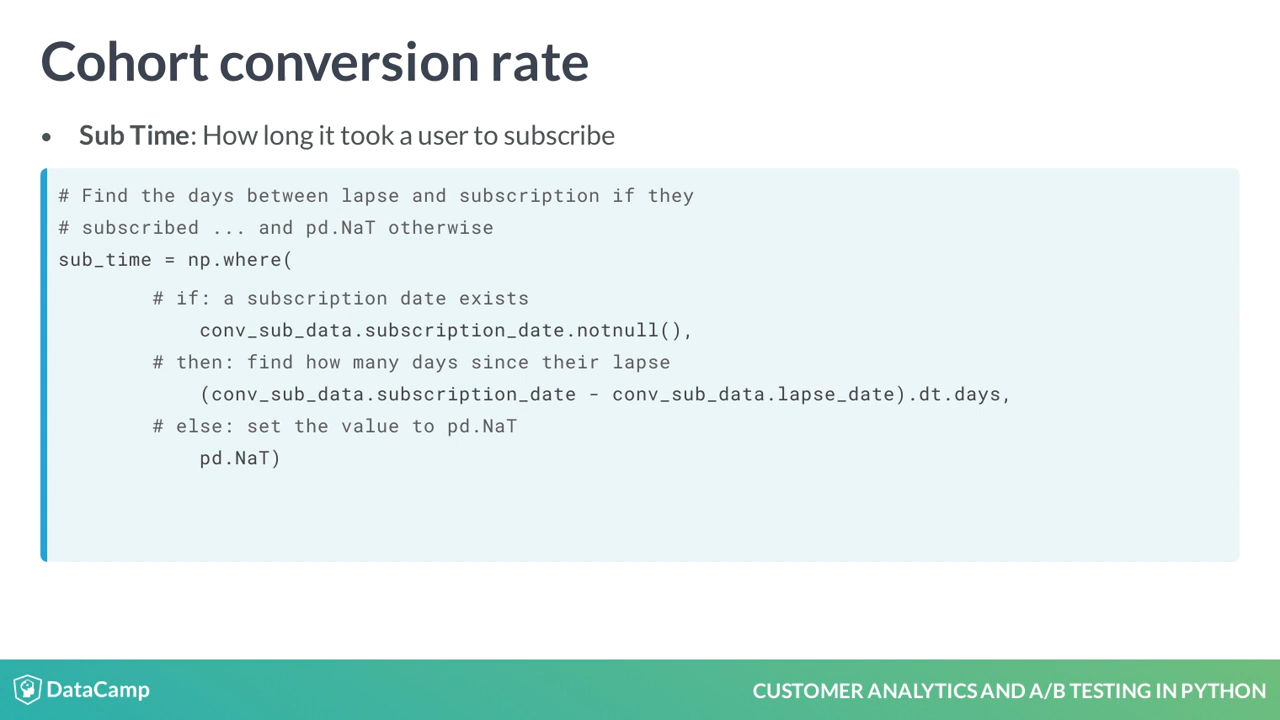 Cohort conversion rate
• Sub Time: How long it took a user to subscribe
# Find the days between lapse and subscription if they
# subscribed ... and pd.NaT otherwise
sub_time = np.where(
# if: a subscription date exists
conv_sub_data.subscription_date.notnull(),
# then: find how many days since their lapse
(conv_sub_data.subscription_date - conv_sub_data.lapse_date).dt.days,
# else: set the value to pd.NaT
pd.NaT)
DataCamp
CUSTOMER ANALYTICS AND A/B TESTING IN PYTHON